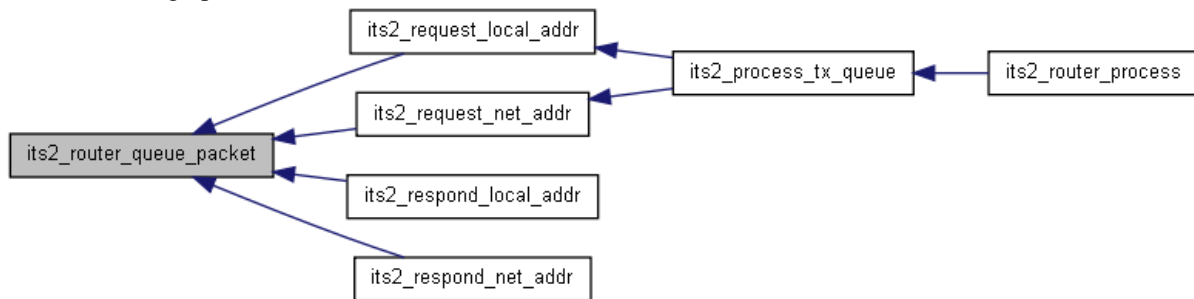 its2_request_local_addr
its2_process_tx_queue
its2_router_process
its2_request_net_addr
its2_router_queue_packet
its2_respond_local_addr
its2_respond_net_addr